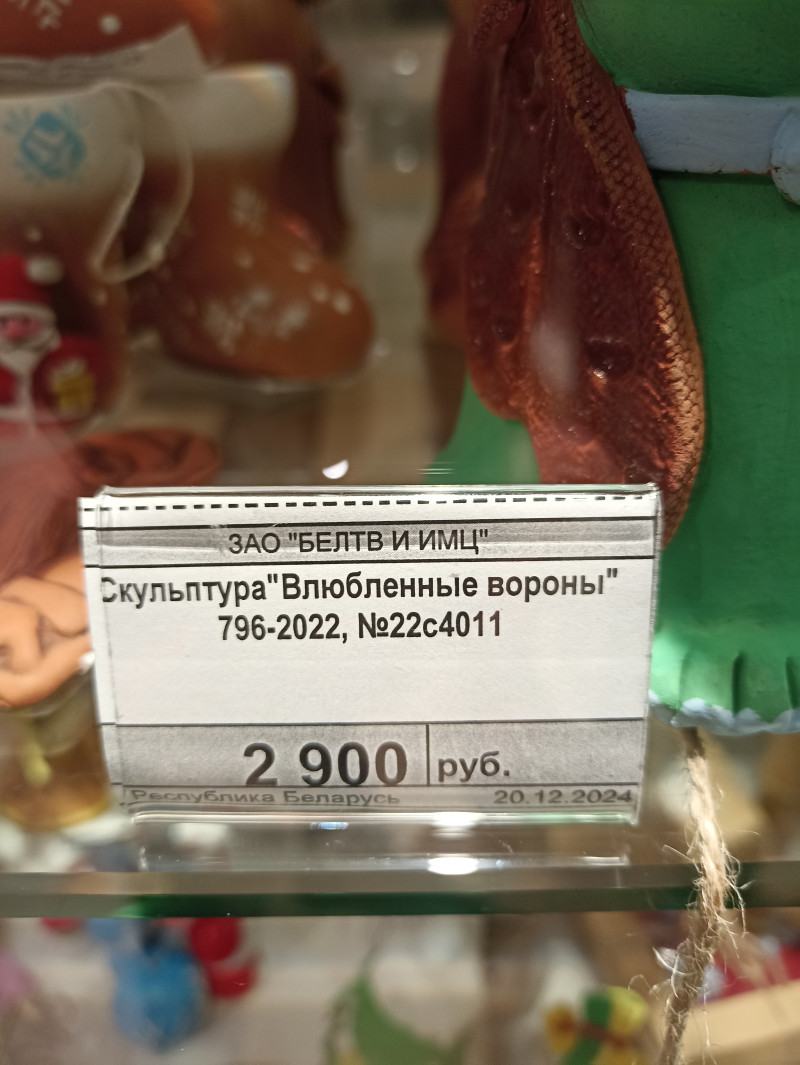 ЗАО "БЕЛТВ И ИМЦ"
Скульптура"Влюбленные вороны"
796-2022, №22с4011
2 900 руб.
Республика Беларусь 20.12.2024